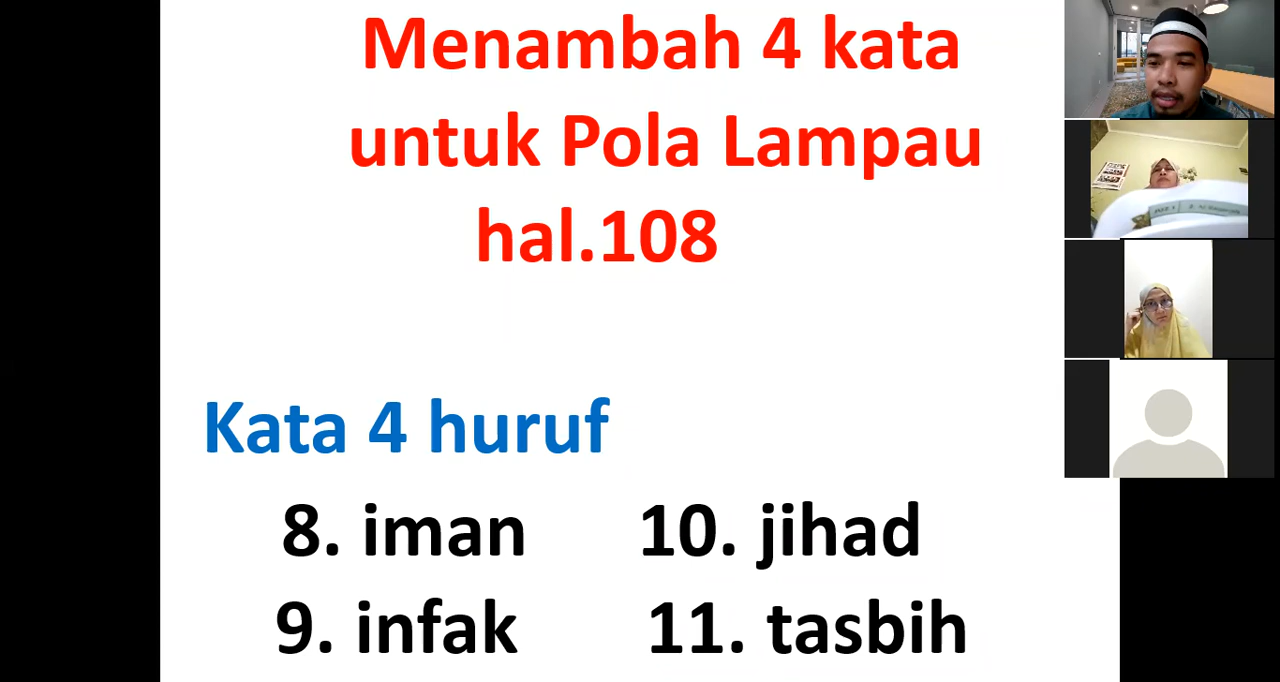 Menambah 4 kata
untuk Pola Lampau
hal.108
Kata 4 huruf
8. iman 10. jihad
9. infak 11. tasbih